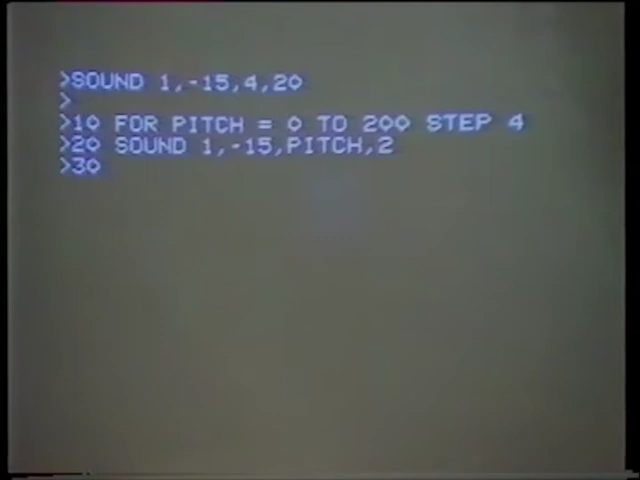 >SOUND 1,-15,4,20
>
>10 FOR PITCH = 0 TO 200 STEP 4
>20 SOUND 1,-15,PITCH,2
>30